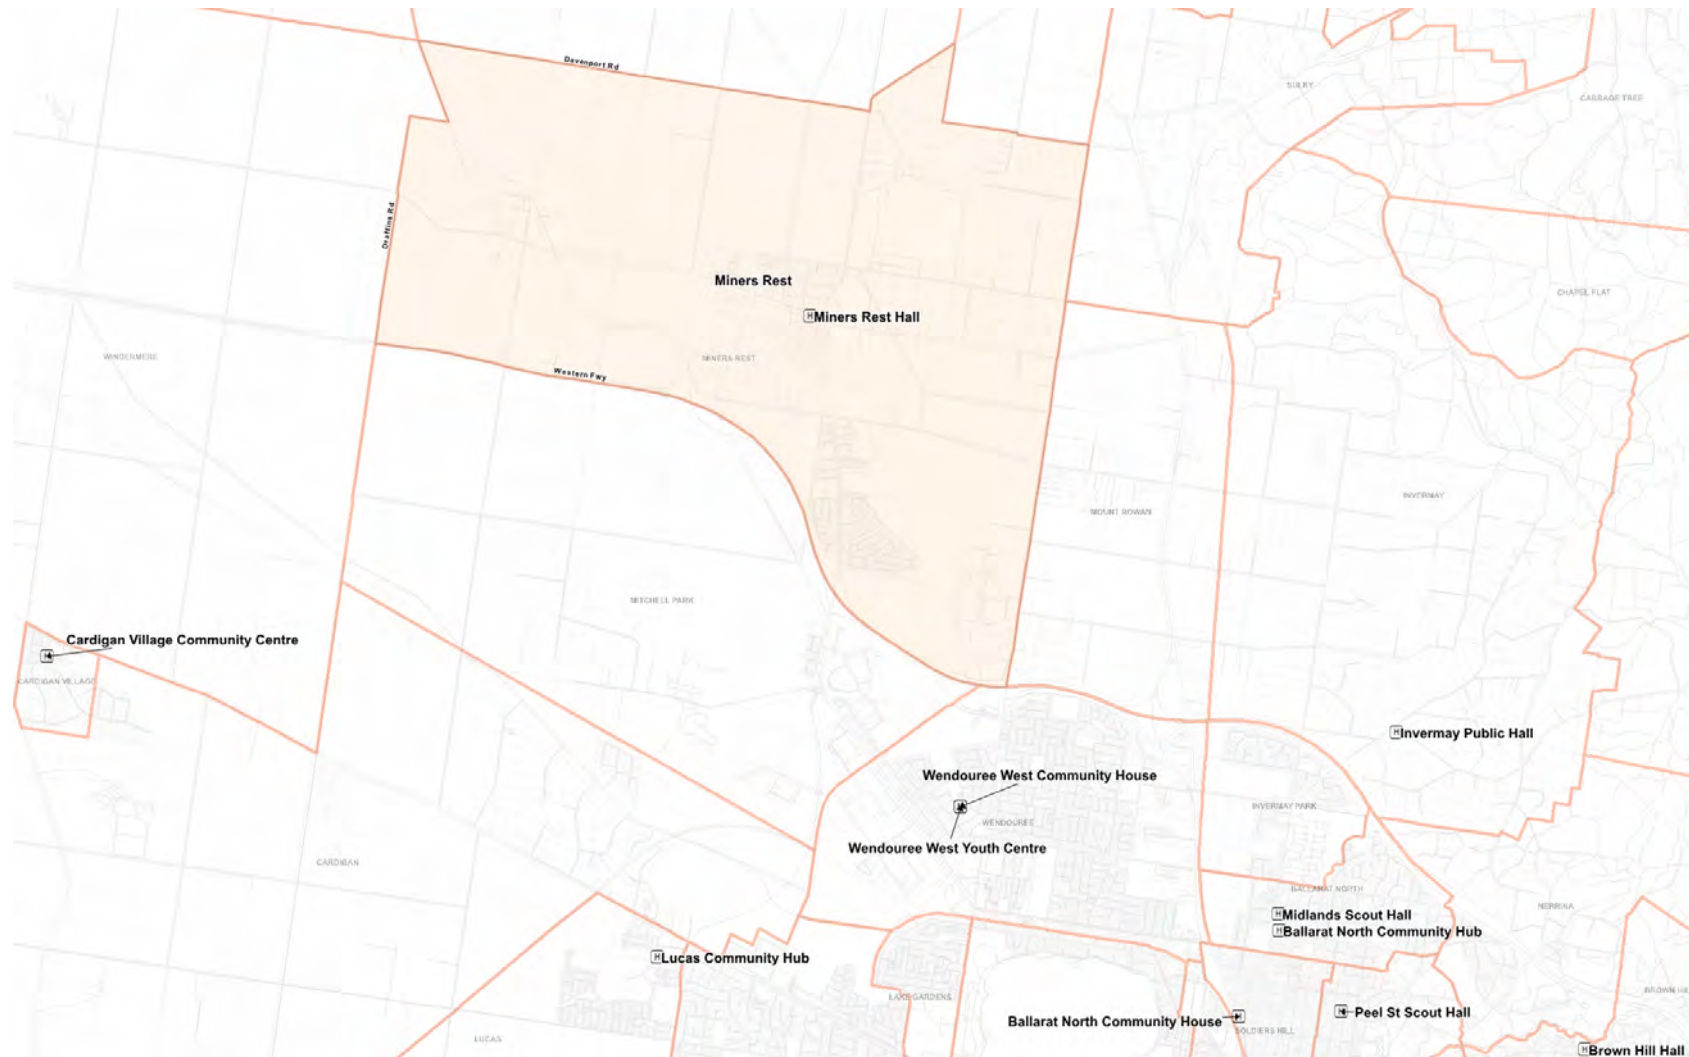 Davenport Rd
SULKY
CABBAGE TREE
Draffins Rd
Miners Rest
CHAPEL FLAT
H Miners Rest Hall
WINDERMERE
MINERS REST
Western Fwy
INVERMAY
MOUNT ROWAN
MITCHELL PARK
Cardigan Village Community Centre
CARDIGAN VILLAGE
H Invermay Public Hall
Wendouree West Community House
INVERMAY PARK
WENDOUREE
Wendouree West Youth Centre
CARDIGAN
BALLARAT NORTH
NERRINA
H Midlands Scout Hall
H Ballarat North Community Hub
H Lucas Community Hub
BROWN HI
LAKE GARDENS
Peel St Scout Hall
Ballarat North Community House
SOLDIERS HILL
LUCAS
H Brown Hill Hall